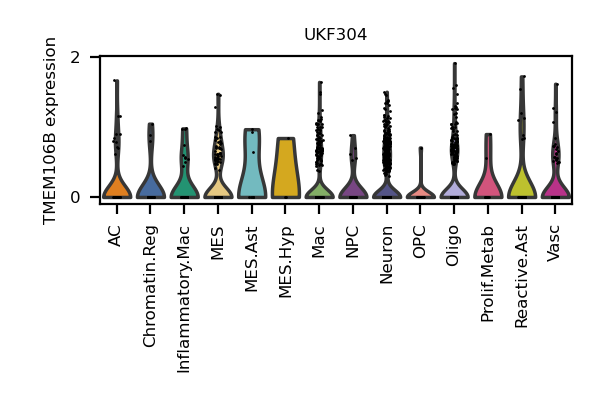 UKF304
TMEM106B expression
2
0
AC
Chromatin.Reg
Inflammatory.Mac
MES
MES.Ast
MES.Hyp
Mac
NPC
Neuron
OPC
Oligo
Prolif.Metab
Reactive.Ast
Vasc